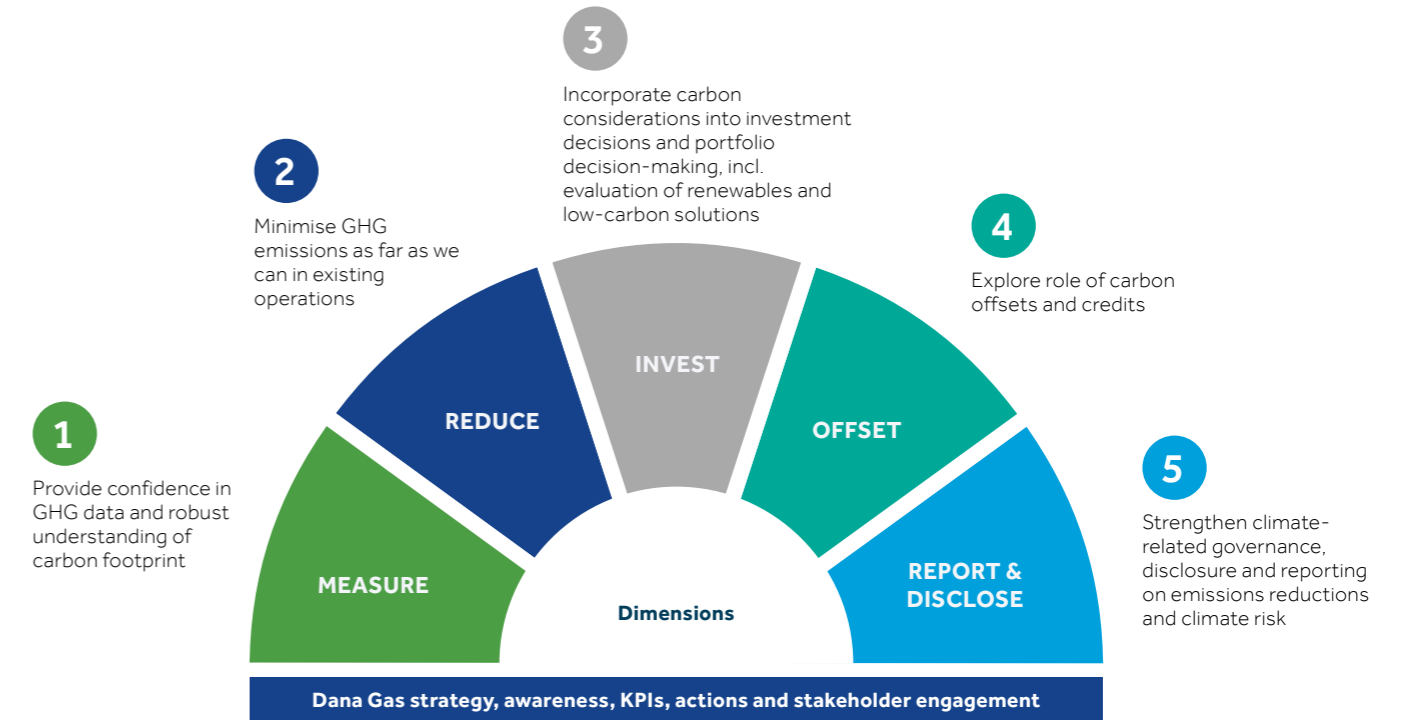 1
Provide confidence in
GHG data and robust
understanding of
carbon footprint
MEASURE
2
Minimise GHG
emissions as far as we
can in existing
operations
REDUCE
3
Incorporate carbon
considerations into investment
decisions and portfolio
decision-making, incl.
evaluation of renewables and
low-carbon solutions
INVEST
4
Explore role of carbon
offsets and credits
OFFSET
5
Strengthen climate-
related governance,
disclosure and reporting
on emissions reductions
and climate risk
REPORT &
DISCLOSE
Dimensions
Dana Gas strategy, awareness, KPIs, actions and stakeholder engagement